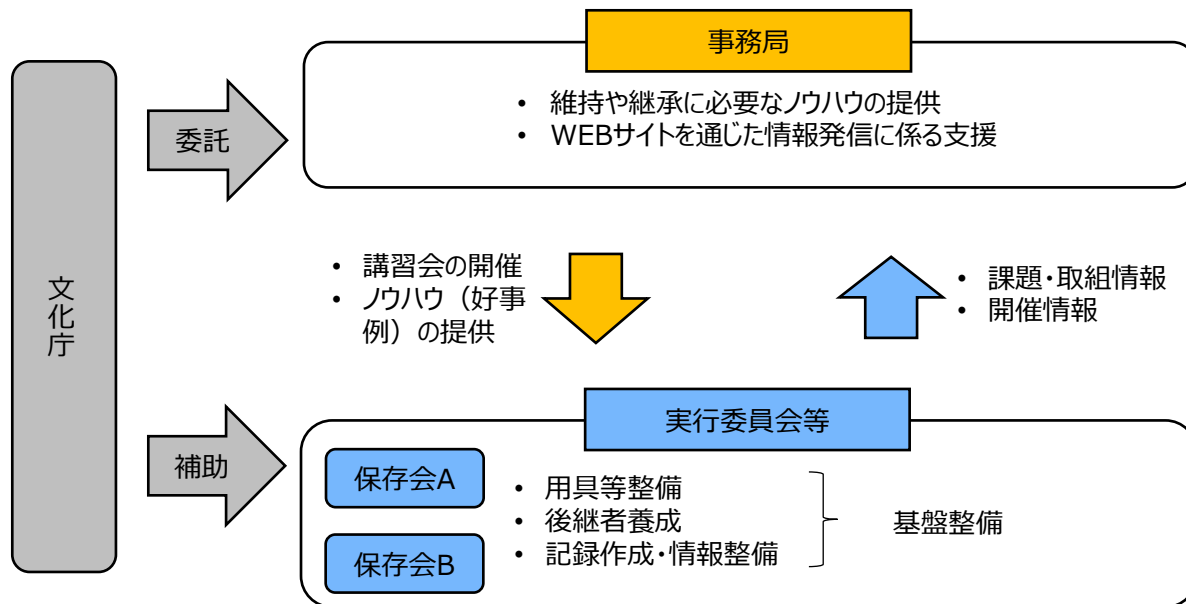 文化庁
委託
事務局
• 維持や継承に必要なノウハウの提供
• WEBサイトを通じた情報発信に係る支援
• 講習会の開催
• ノウハウ（好事
例）の提供
• 課題・取組情報
• 開催情報
補助
実行委員会等
保存会A
保存会B
• 用具等整備
• 後継者養成
• 記録作成・情報整備
基盤整備